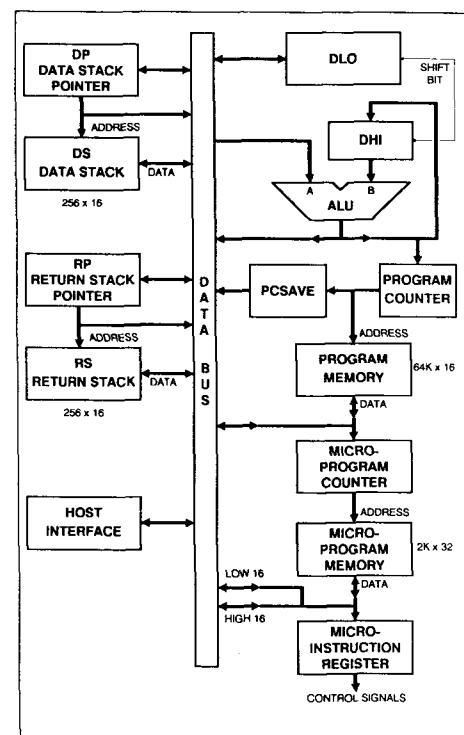 DP
DATA STACK
POINTER
ADDRESS
DS
DATA STACK
DATA
256 x 16
RP
RETURN STACK
POINTER
ADDRESS
RS
RETURN STACK
DATA
256 x 16
HOST
INTERFACE
DATA BUS
DLO
SHIFT
BIT
DHI
A
B
ALU
PCSAVE
PROGRAM
COUNTER
ADDRESS
PROGRAM
MEMORY
64K x 16
DATA
MICRO-
PROGRAM
COUNTER
ADDRESS
MICRO-
PROGRAM
MEMORY
2K x 32
DATA
LOW 16
HIGH 16
MICRO-
INSTRUCTION
REGISTER
CONTROL SIGNALS